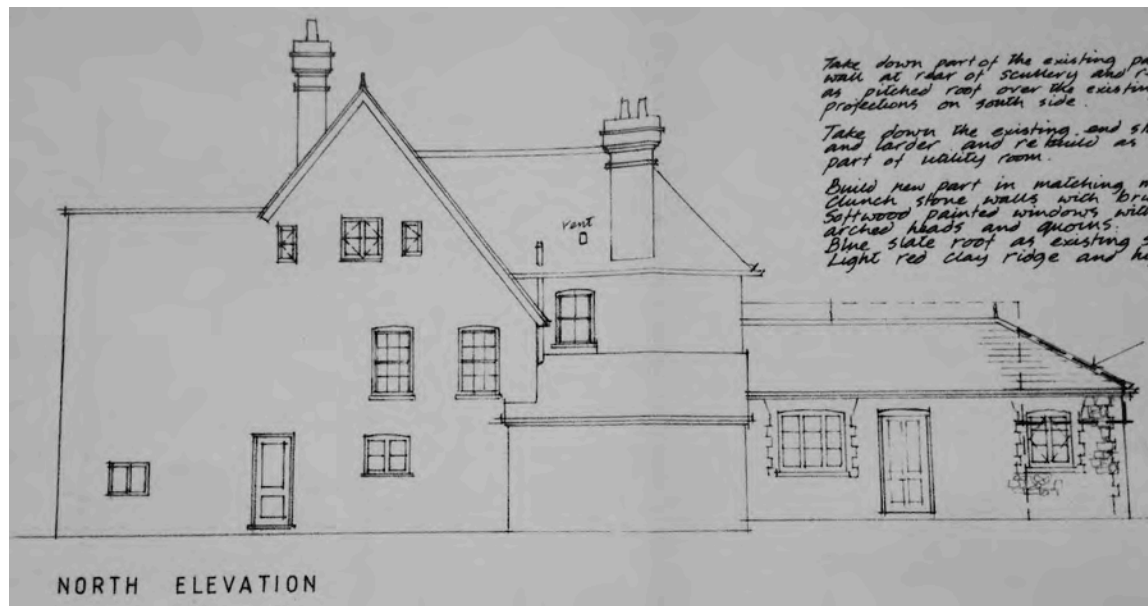 Take down part of the existing
wall at rear of scullery and
as pitched roof over the existing
projections on south side.
Take down the existing end
and larder and rebuild as
part of utility room.
Build new part in matching
Clunch stone walls with
Softwood painted windows with
arched heads and quoins.
Blue slate roof as existing
Light red clay ridge and
vent
NORTH ELEVATION